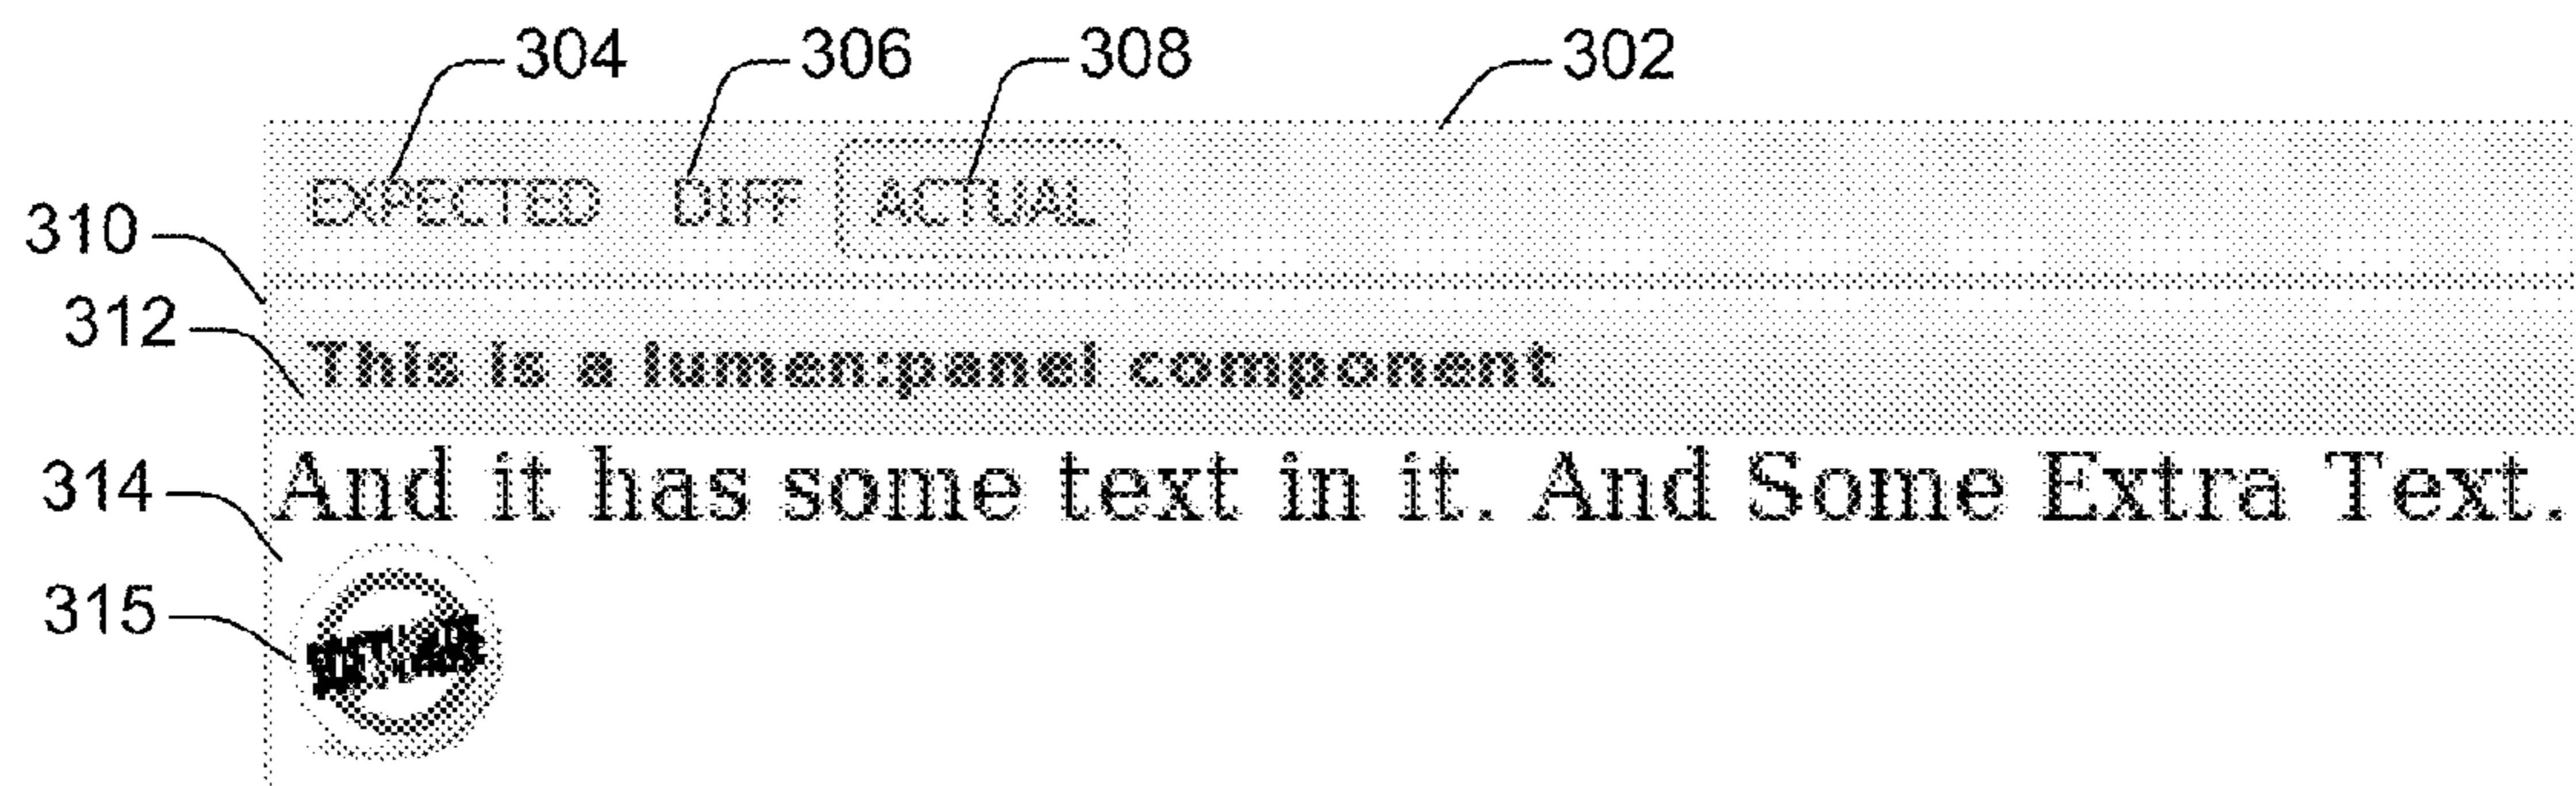 304 306 308 302
EXPECTED DIFF ACTUAL
310
312
This is a lumen:panel component
314
And it has some text in it. And Some Extra Text.
315